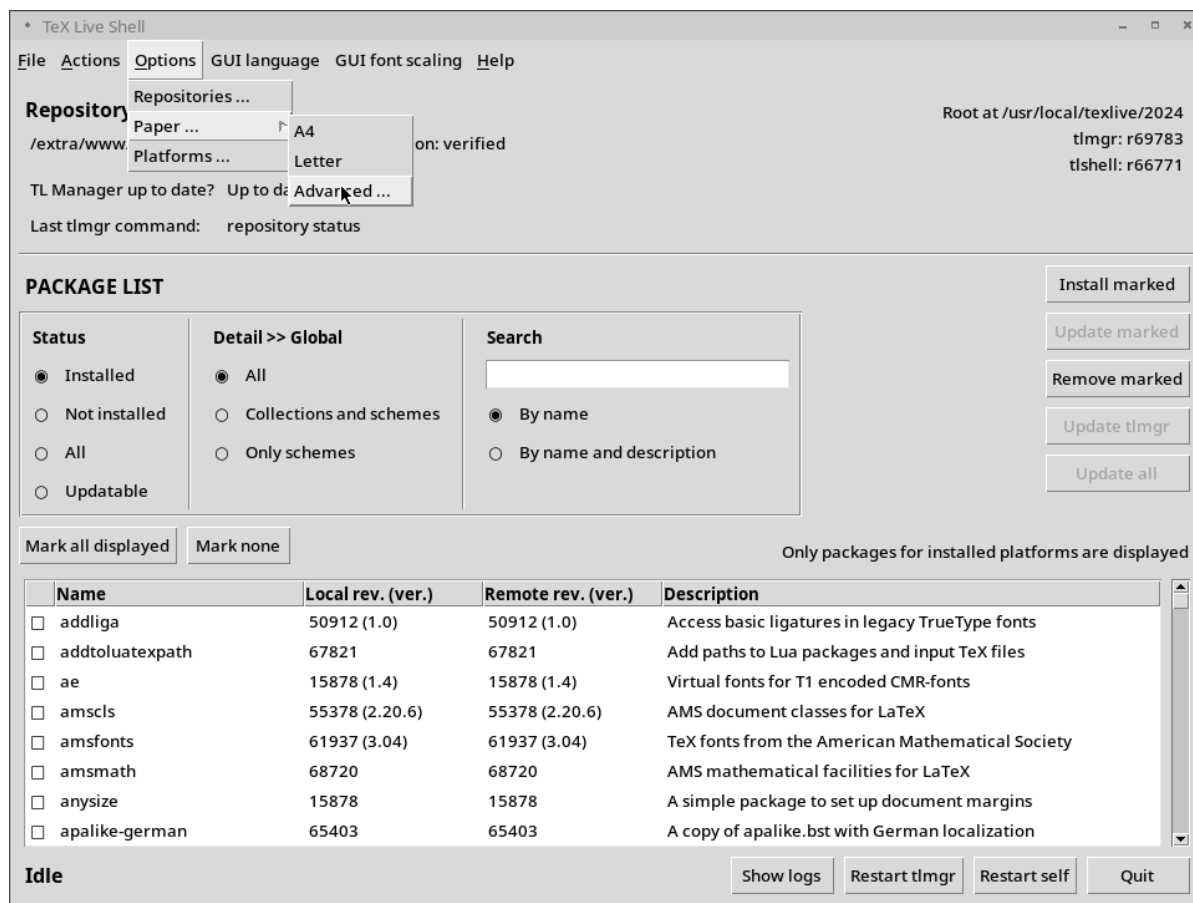 TeX Live Shell
File Actions Options GUI language GUI font scaling Help
Repositories ...
Paper ...
Platforms ...
A4
Letter
Advanced ...
Repository
/extra/www. on: verified
TL Manager up to date? Up to da
Last tlmgr command: repository status
Root at /usr/local/texlive/2024
tlmgr: r69783
tlshell: r66771
PACKAGE LIST
Install marked
Update marked
Remove marked
Update tlmgr
Update all
Status
Installed
Not installed
All
Updatable
Detail >> Global
All
Collections and schemes
Only schemes
Search
By name
By name and description
Mark all displayed Mark none
Only packages for installed platforms are displayed
Name Local rev. (ver.) Remote rev. (ver.) Description
addliga 50912 (1.0) 50912 (1.0) Access basic ligatures in legacy TrueType fonts
addtoluatexpath 67821 67821 Add paths to Lua packages and input TeX files
ae 15878 (1.4) 15878 (1.4) Virtual fonts for T1 encoded CMR-fonts
amscls 55378 (2.20.6) 55378 (2.20.6) AMS document classes for LaTeX
amsfonts 61937 (3.04) 61937 (3.04) TeX fonts from the American Mathematical Society
amsmath 68720 68720 AMS mathematical facilities for LaTeX
anysize 15878 15878 A simple package to set up document margins
apalike-german 65403 65403 A copy of apalike.bst with German localization
Idle
Show logs Restart tlmgr Restart self Quit